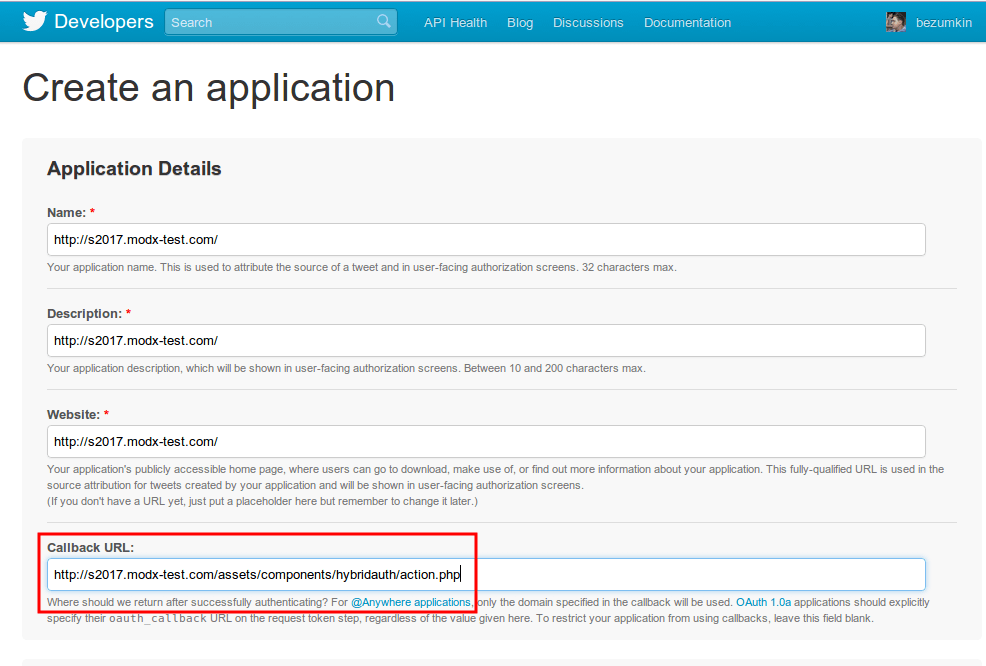 Developers Search API Health Blog Discussions Documentation bezumkin
Create an application
Application Details
Name: *
http://s2017.modx-test.com/
Your application name. This is used to attribute the source of a tweet and in user-facing authorization screens. 32 characters max.
Description: *
http://s2017.modx-test.com/
Your application description, which will be shown in user-facing authorization screens. Between 10 and 200 characters max.
Website: *
http://s2017.modx-test.com/
Your application's publicly accessible home page, where users can go to download, make use of, or find out more information about your application. This fully-qualified URL is used in the
source attribution for tweets created by your application and will be shown in user-facing authorization screens.
(If you don't have a URL yet, just put a placeholder here but remember to change it later.)
Callback URL:
http://s2017.modx-test.com/assets/components/hybridauth/action.php
Where should we return after successfully authenticating? For @Anywhere applications, only the domain specified in the callback will be used. OAuth 1.0a applications should explicitly
specify their oauth_callback URL on the request token step, regardless of the value given here. To restrict your application from using callbacks, leave this field blank.